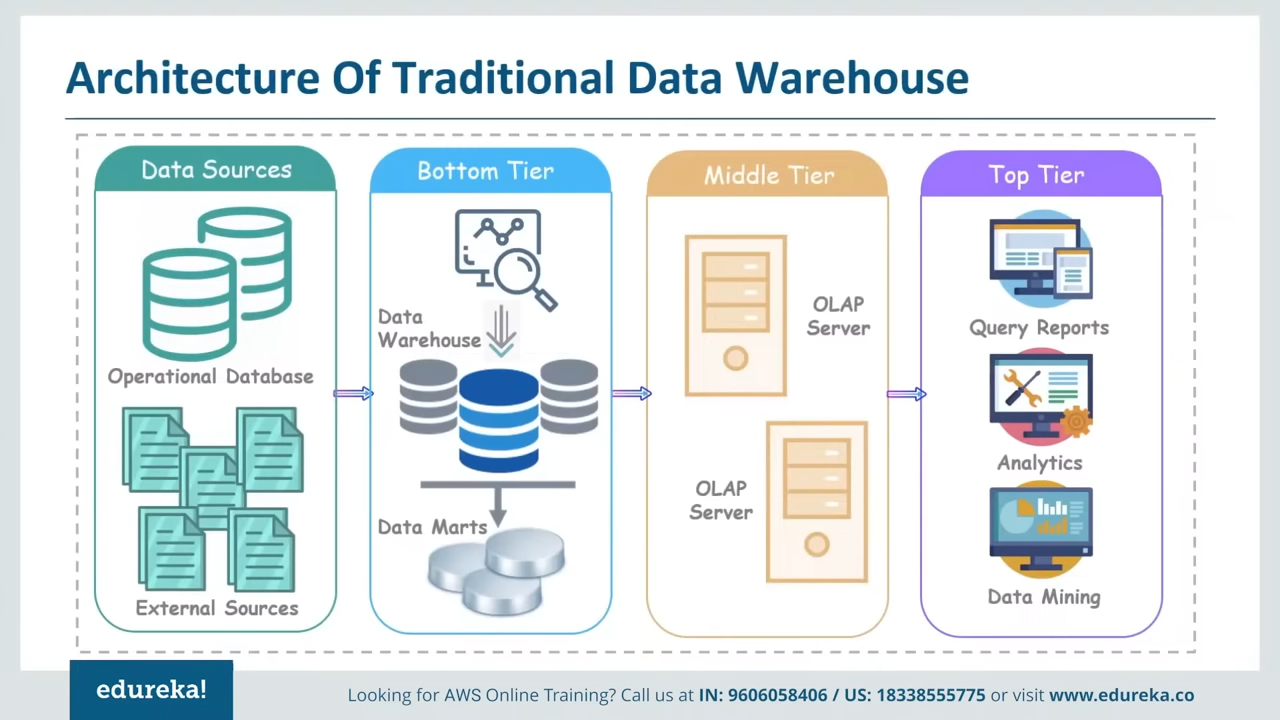 Architecture Of Traditional Data Warehouse
Data Sources
Operational Database
External Sources
Bottom Tier
Data
Warehouse
Data Marts
Middle Tier
OLAP
Server
OLAP
Server
Top Tier
Query Reports
Analytics
Data Mining
edureka!
Looking for AWS Online Training? Call us at IN: 9606058406 / US: 18338555775 or visit www.edureka.co